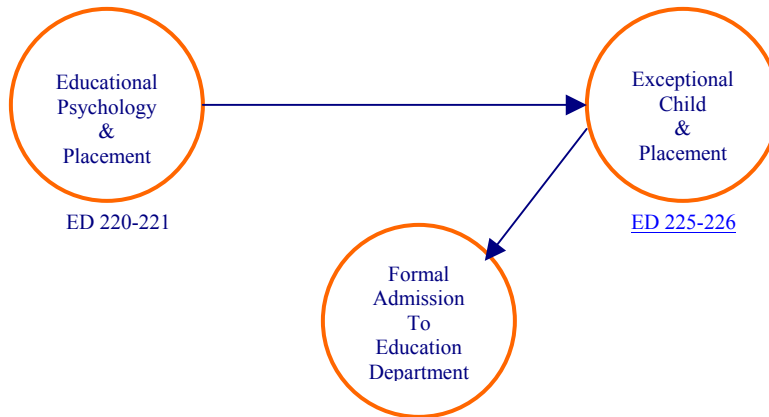 Educational
Psychology
&
Placement
ED 220-221
Exceptional
Child
&
Placement
ED 225-226
Formal
Admission
To
Education
Department